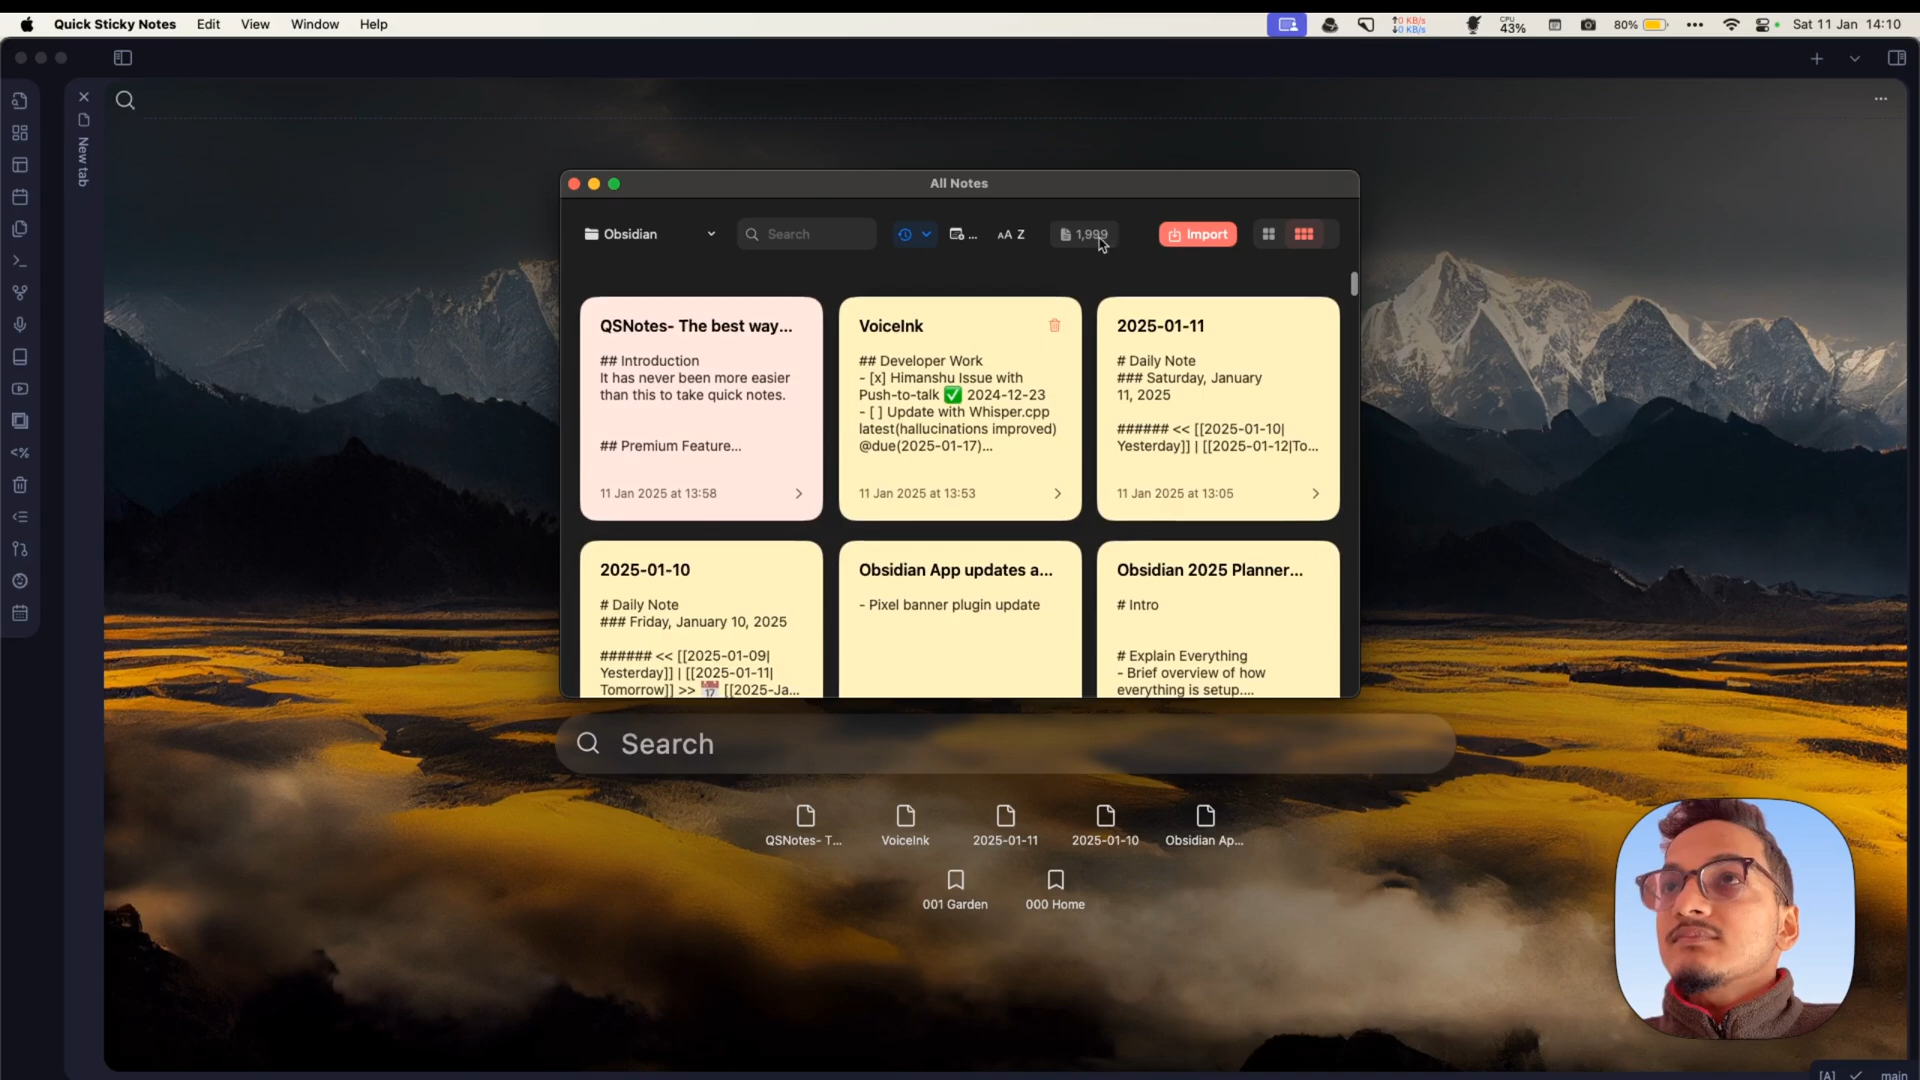 Quick Sticky Notes Edit View Window Help
↑0 KB/s
↓0 KB/s
CPU
43%
80%
Sat 11 Jan 14:10
New tab
All Notes
Obsidian
Search
...
AA Z
1,999
Import
QSNotes- The best way...
## Introduction
It has never been more easier
than this to take quick notes.
## Premium Feature...
11 Jan 2025 at 13:58
VoiceInk
## Developer Work
- [x] Himanshu Issue with
Push-to-talk ✅ 2024-12-23
- [ ] Update with Whisper.cpp
latest(hallucinations improved)
@due(2025-01-17)...
11 Jan 2025 at 13:53
2025-01-11
# Daily Note
### Saturday, January
11, 2025
###### << [[2025-01-10|
Yesterday]] | [[2025-01-12|To...
11 Jan 2025 at 13:05
2025-01-10
# Daily Note
### Friday, January 10, 2025
###### << [[2025-01-09|
Yesterday]] | [[2025-01-11|
Tomorrow]] >> 📅 [[2025-Ja...
Obsidian App updates a...
- Pixel banner plugin update
Obsidian 2025 Planner...
# Intro
# Explain Everything
- Brief overview of how
everything is setup....
Search
QSNotes- T...
VoiceInk
2025-01-11
2025-01-10
Obsidian Ap...
001 Garden
000 Home
[A] ✓ main